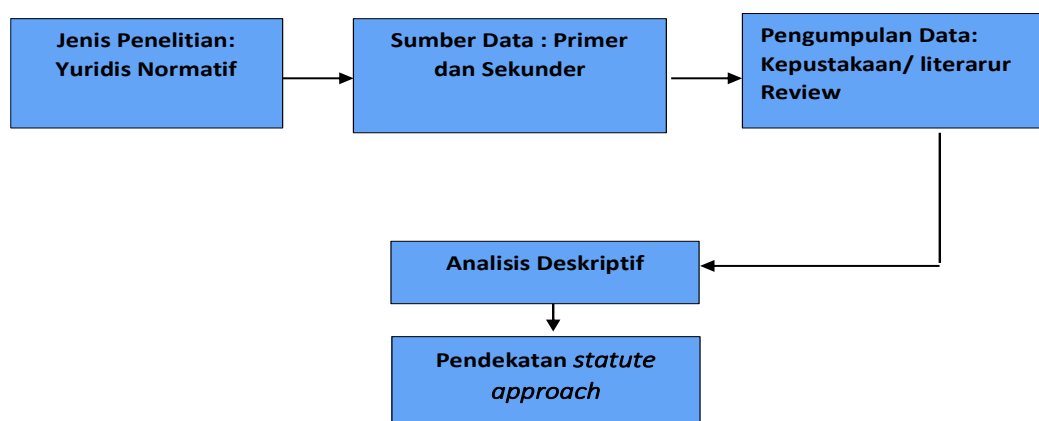 Jenis Penelitian:
Yuridis Normatif
Sumber Data : Primer
dan Sekunder
Pengumpulan Data:
Kepustakaan/ literarur
Review
Analisis Deskriptif
Pendekatan statute
approach